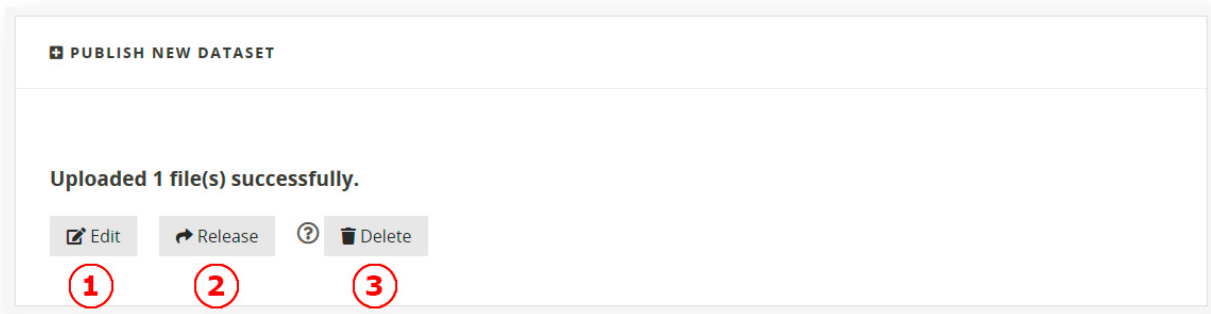 PUBLISH NEW DATASET
Uploaded 1 file(s) successfully.
Edit Release ? Delete
1 2 3